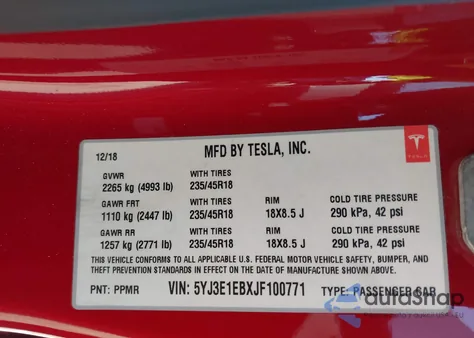 12/18 MFD BY TESLA, INC.
TESLA
GVWR WITH TIRES
2265 kg (4993 lb) 235/45R18
GAWR FRT WITH TIRES RIM COLD TIRE PRESSURE
1110 kg (2447 lb) 235/45R18 18X8.5 J 290 kPa, 42 psi
GAWR RR WITH TIRES RIM COLD TIRE PRESSURE
1257 kg (2771 lb) 235/45R18 18X8.5 J 290 kPa, 42 psi
THIS VEHICLE CONFORMS TO ALL APPLICABLE U.S. FEDERAL MOTOR VEHICLE SAFETY, BUMPER, AND
THEFT PREVENTION STANDARDS IN EFFECT ON THE DATE OF MANUFACTURE SHOWN ABOVE.
PNT: PPMR VIN: 5YJ3E1EBXJF100771 TYPE: PASSENGER CAR
autoshop